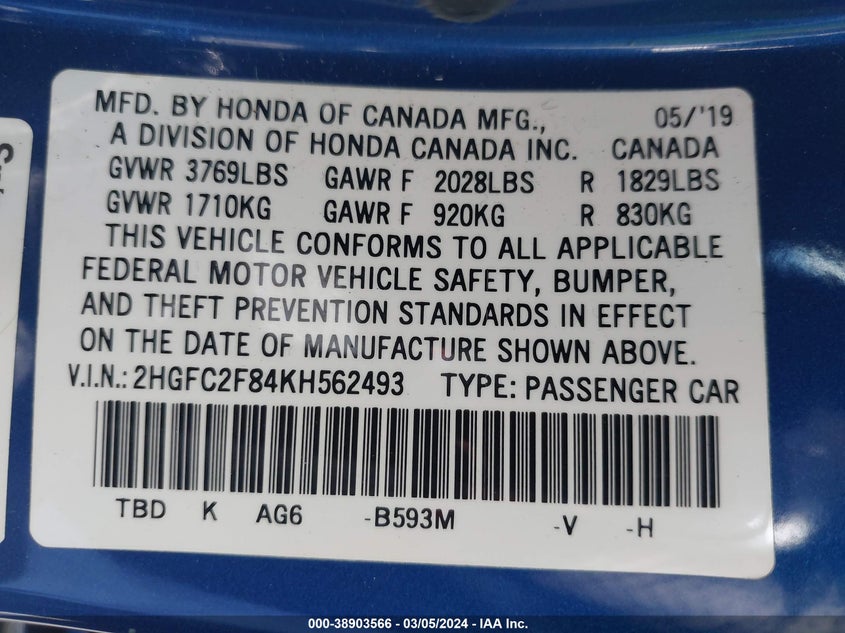 MFD. BY HONDA OF CANADA MFG., 05/'19
A DIVISION OF HONDA CANADA INC. CANADA
GVWR 3769LBS GAWR F 2028LBS R 1829LBS
GVWR 1710KG GAWR F 920KG R 830KG
THIS VEHICLE CONFORMS TO ALL APPLICABLE
FEDERAL MOTOR VEHICLE SAFETY, BUMPER,
AND THEFT PREVENTION STANDARDS IN EFFECT
ON THE DATE OF MANUFACTURE SHOWN ABOVE.
V.I.N.: 2HGFC2F84KH562493 TYPE: PASSENGER CAR
TBD K AG6 -B593M -V -H
000-38903566 - 03/05/2024 - IAA Inc.